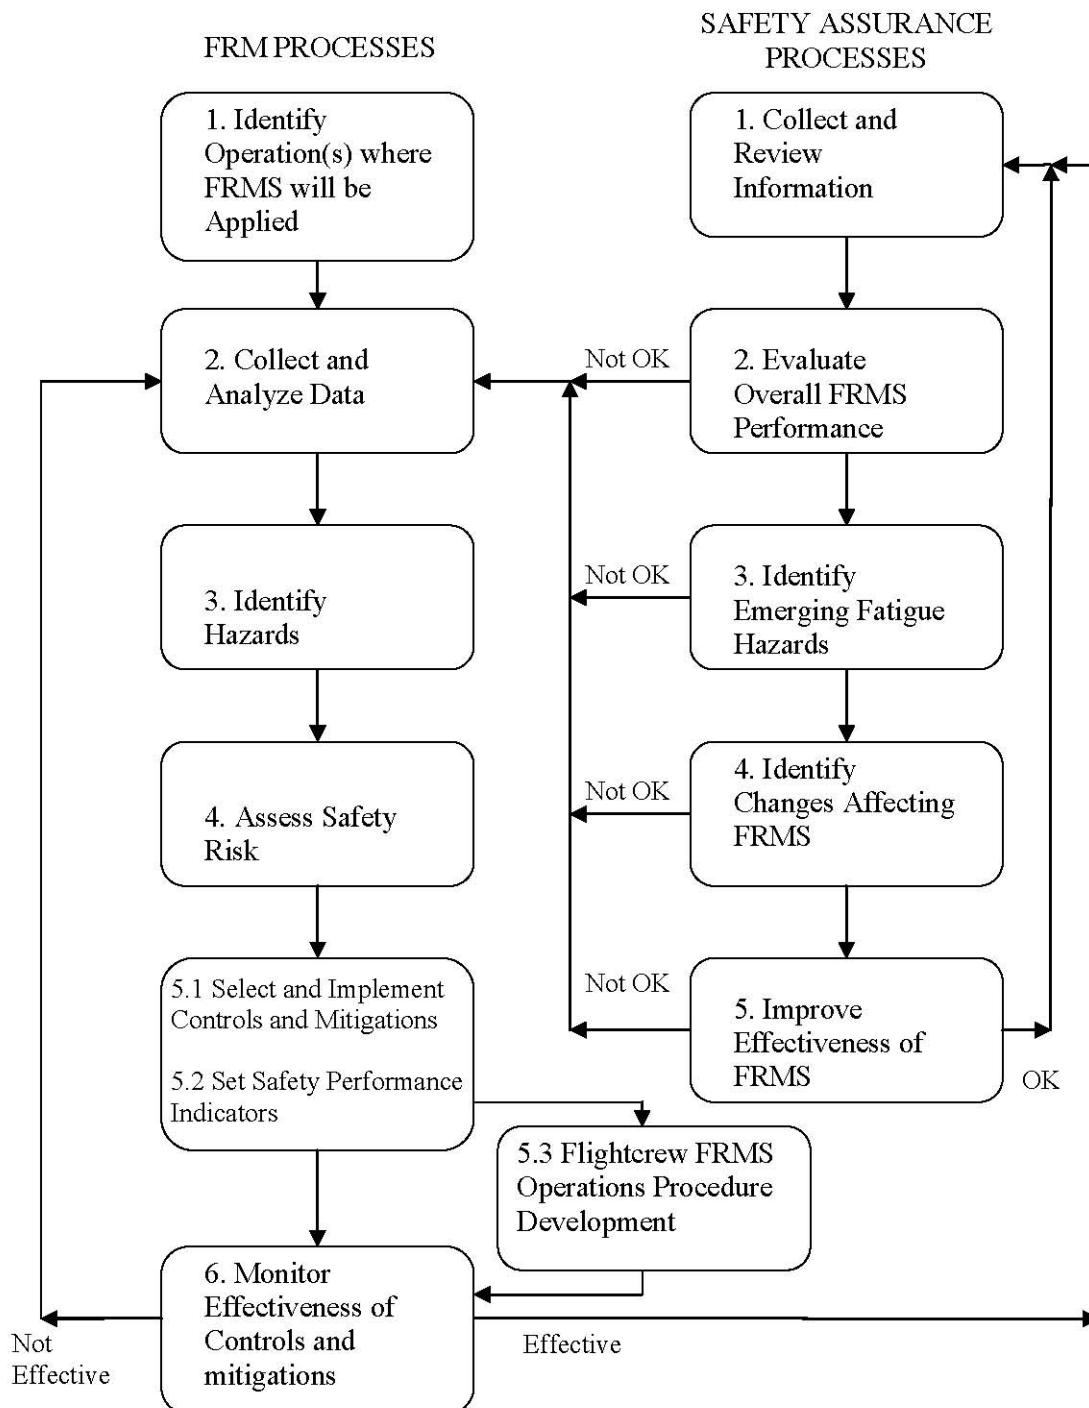 FRM PROCESSES
1. Identify
Operation(s) where
FRMS will be
Applied
2. Collect and
Analyze Data
3. Identify
Hazards
4. Assess Safety
Risk
5.1 Select and Implement
Controls and Mitigations
5.2 Set Safety Performance
Indicators
5.3 Flightcrew FRMS
Operations Procedure
Development
6. Monitor
Effectiveness of
Controls and
mitigations
Not
Effective
Effective
SAFETY ASSURANCE
PROCESSES
1. Collect and
Review
Information
2. Evaluate
Overall FRMS
Performance
Not OK
3. Identify
Emerging Fatigue
Hazards
Not OK
4. Identify
Changes Affecting
FRMS
Not OK
5. Improve
Effectiveness of
FRMS
Not OK
OK